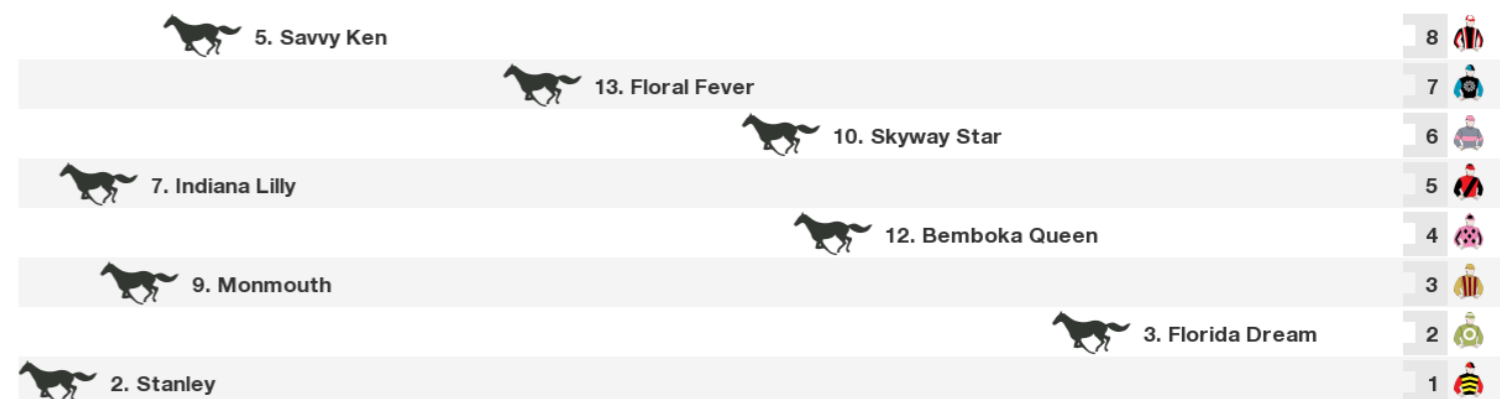 5. Savvy Ken 8
13. Floral Fever 7
10. Skyway Star 6
7. Indiana Lilly 5
12. Bemboka Queen 4
9. Monmouth 3
3. Florida Dream 2
2. Stanley 1